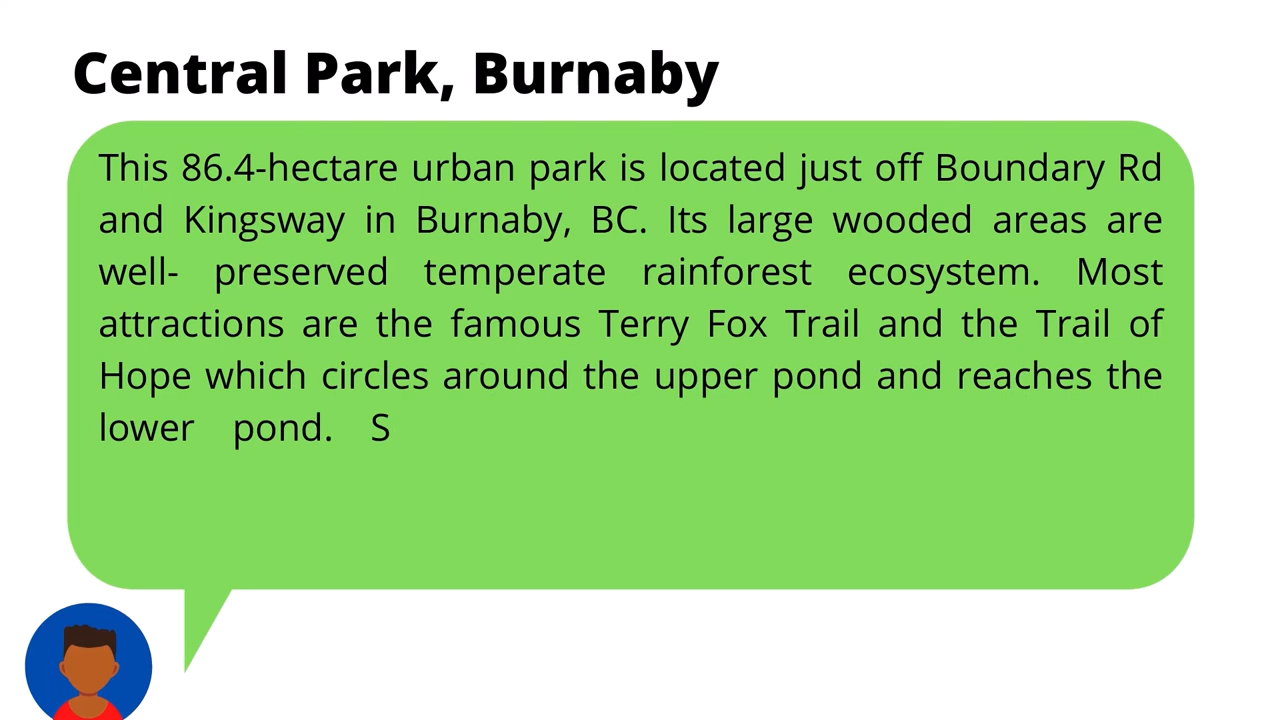 Central Park, Burnaby
This 86.4-hectare urban park is located just off Boundary Rd
and Kingsway in Burnaby, BC. Its large wooded areas are
well- preserved temperate rainforest ecosystem. Most
attractions are the famous Terry Fox Trail and the Trail of
Hope which circles around the upper pond and reaches the
lower pond. S